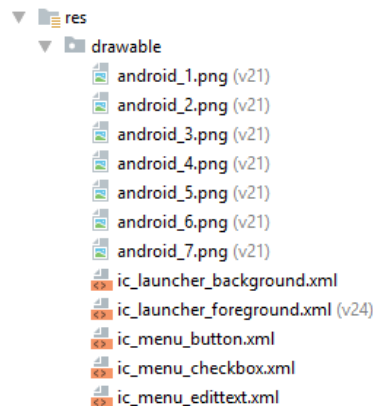 res
drawable
android_1.png (v21)
android_2.png (v21)
android_3.png (v21)
android_4.png (v21)
android_5.png (v21)
android_6.png (v21)
android_7.png (v21)
ic_launcher_background.xml
ic_launcher_foreground.xml (v24)
ic_menu_button.xml
ic_menu_checkbox.xml
ic_menu_edittext.xml